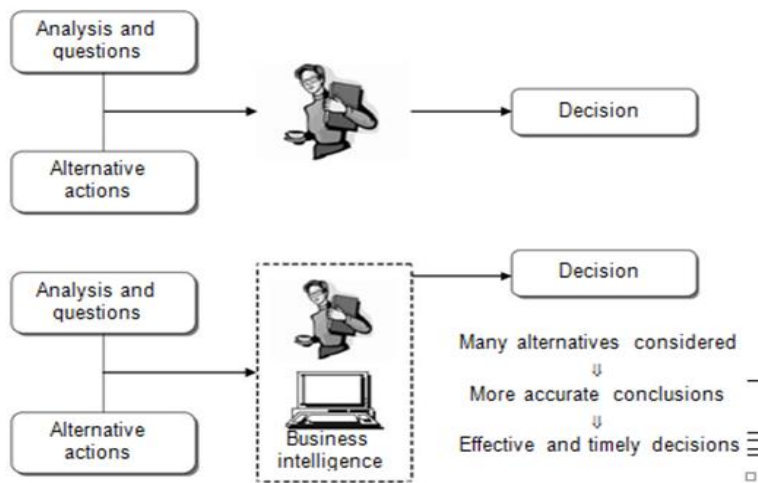 Analysis and
questions
Decision
Alternative
actions
Analysis and
questions
Decision
Many alternatives considered
⇓
More accurate conclusions
⇓
Effective and timely decisions
Alternative
actions
Business
intelligence